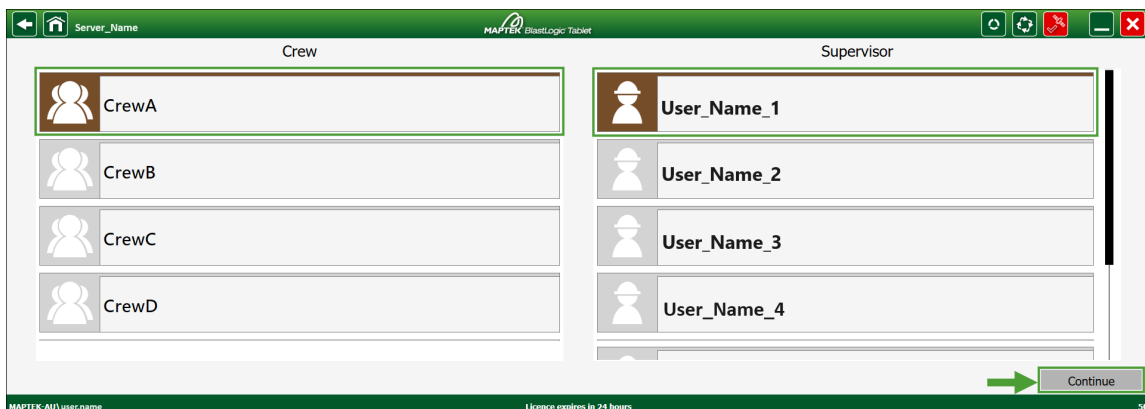 Server_Name
MAPTEK BlastLogic Tablet
Crew
Supervisor
CrewA
User_Name_1
CrewB
User_Name_2
CrewC
User_Name_3
CrewD
User_Name_4
Continue
MAPTEK-AU\user.name
Licence expires in 24 hours